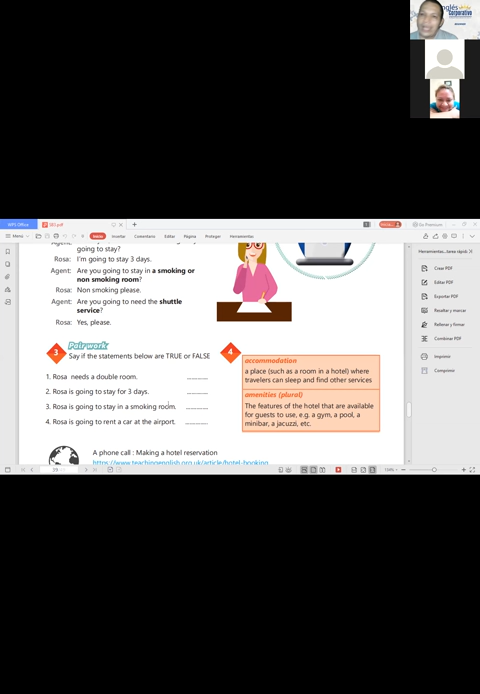 Inglés
Corporativo
WPS Office
Go Premium
Menu
Inicio
Insertar
Comentario
Editar
Página
Proteger
Herramientas
going to stay?
Rosa: I'm going to stay 3 days.
Agent: Are you going to stay in a smoking or
non smoking room?
Rosa: Non smoking please.
Agent: Are you going to need the shuttle
service?
Rosa: Yes, please.
3 Pair work
Say if the statements below are TRUE or FALSE
1. Rosa needs a double room. ............
2. Rosa is going to stay for 3 days. ............
3. Rosa is going to stay in a smoking room. ............
4. Rosa is going to rent a car at the airport. ............
4.
accommodation
a place (such as a room in a hotel) where
travelers can sleep and find other services
amenities (plural)
The features of the hotel that are available
for guests to use, e.g. a gym, a pool, a
minibar, a jacuzzi, etc.
A phone call : Making a hotel reservation
https://www.teachingenglish.org.uk/article/hotel-booking
Crear PDF
Editar PDF
Exportar PDF
Resaltar y marcar
Rellenar y firmar
Combinar PDF
Imprimir
Comprimir